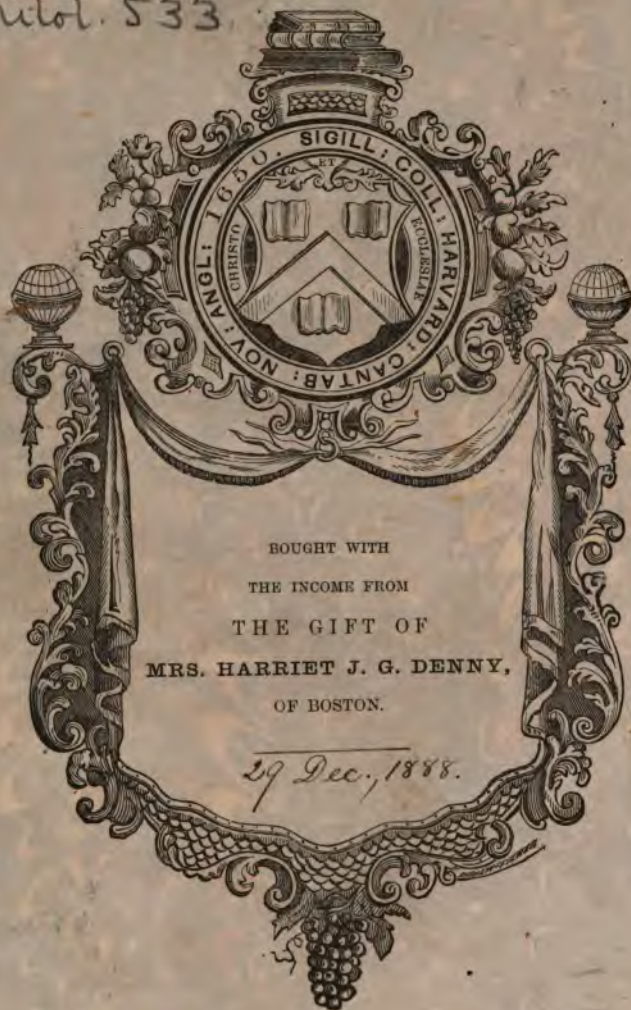 Philol. 533
SIGILL: COLL: HARVARD: CANTAB: NOV: ANGL: 1650.
ET
CHRISTO
ECCLESIAE
BOUGHT WITH
THE INCOME FROM
THE GIFT OF
MRS. HARRIET J. G. DENNY,
OF BOSTON.
29 Dec., 1888.